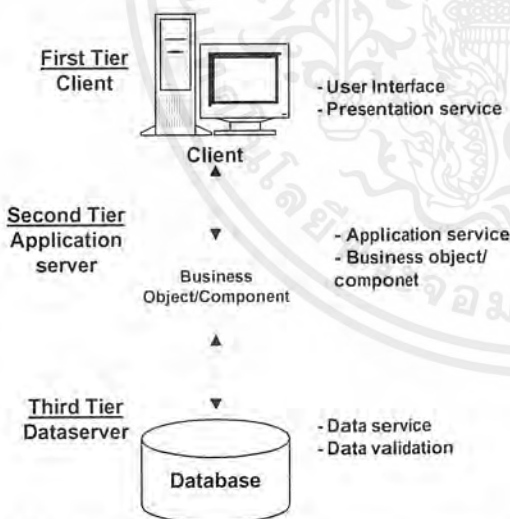 First Tier
Client
- User Interface
- Presentation service
Client
Second Tier
Application
server
- Application service
- Business object/
componet
Business
Object/Component
Third Tier
Dataserver
- Data service
- Data validation
Database